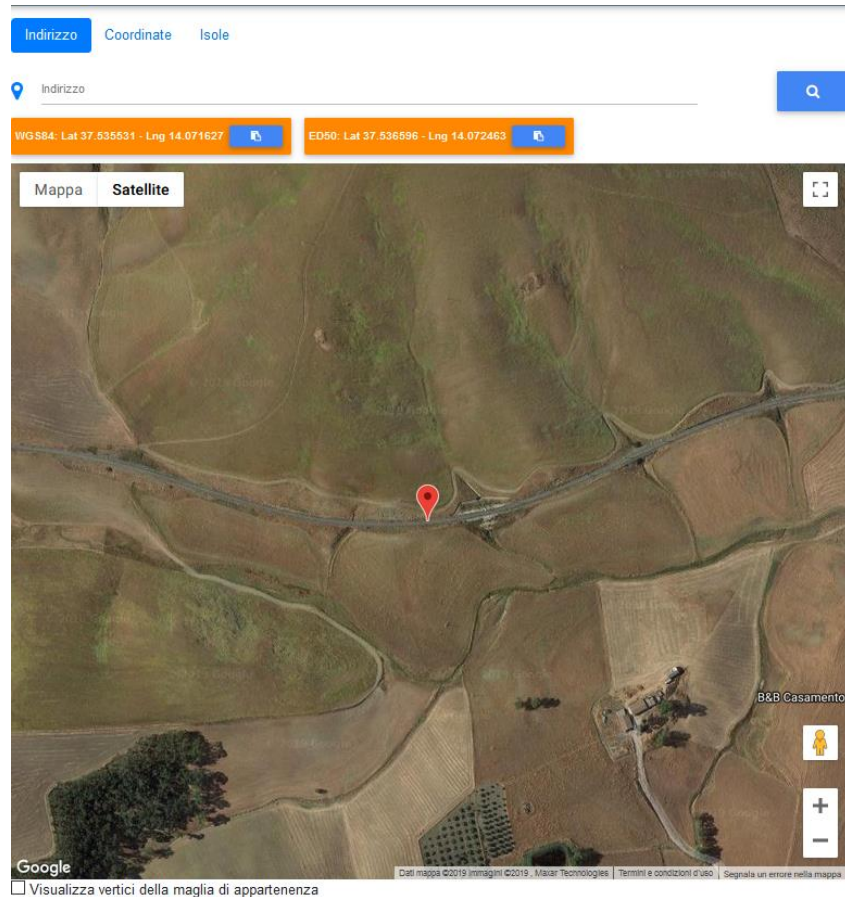 Indirizzo Coordinate Isole
Indirizzo
WGS84: Lat 37.535531 - Lng 14.071627 ED50: Lat 37.536596 - Lng 14.072463
Mappa Satellite
B&B Casamento
Google
Dati mappa ©2019 Immagini ©2019 , Maxar Technologies Termini e condizioni d'uso Segnala un errore nella mappa
Visualizza vertici della maglia di appartenenza